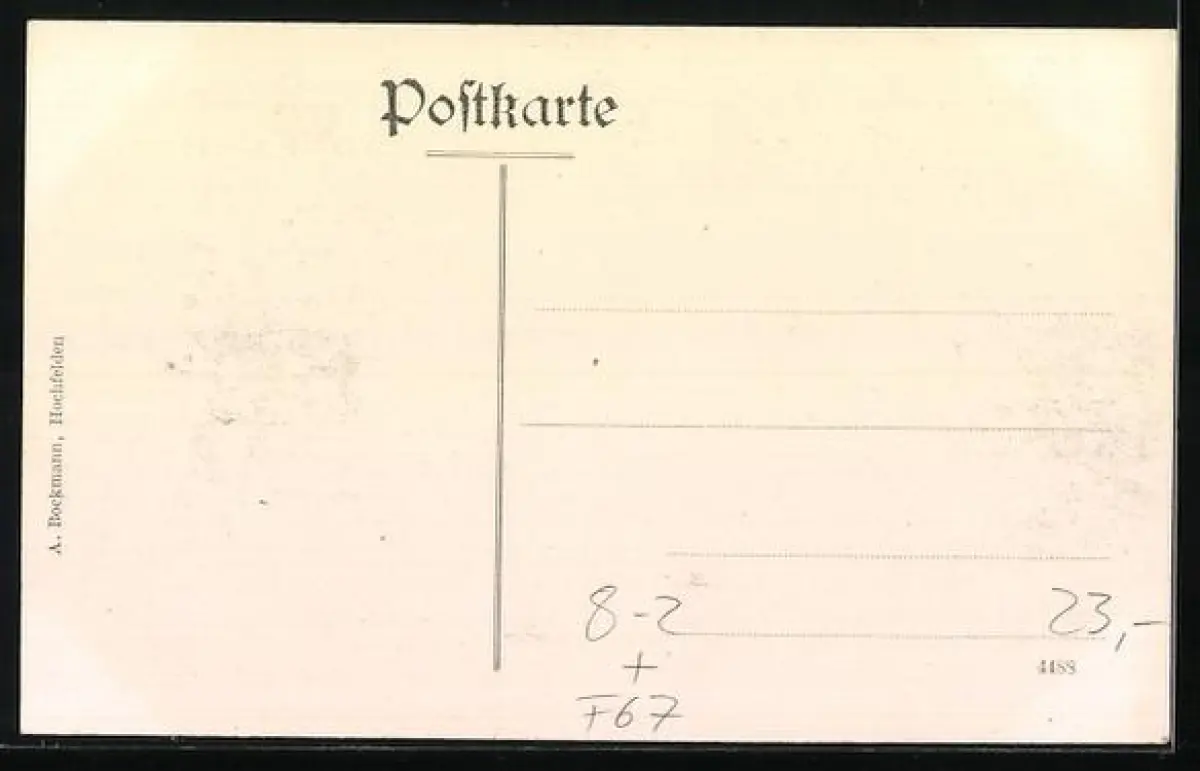 Poſtkarte
A. Bockmann, Hochfelden
8-2
+
F67
23,-
4488